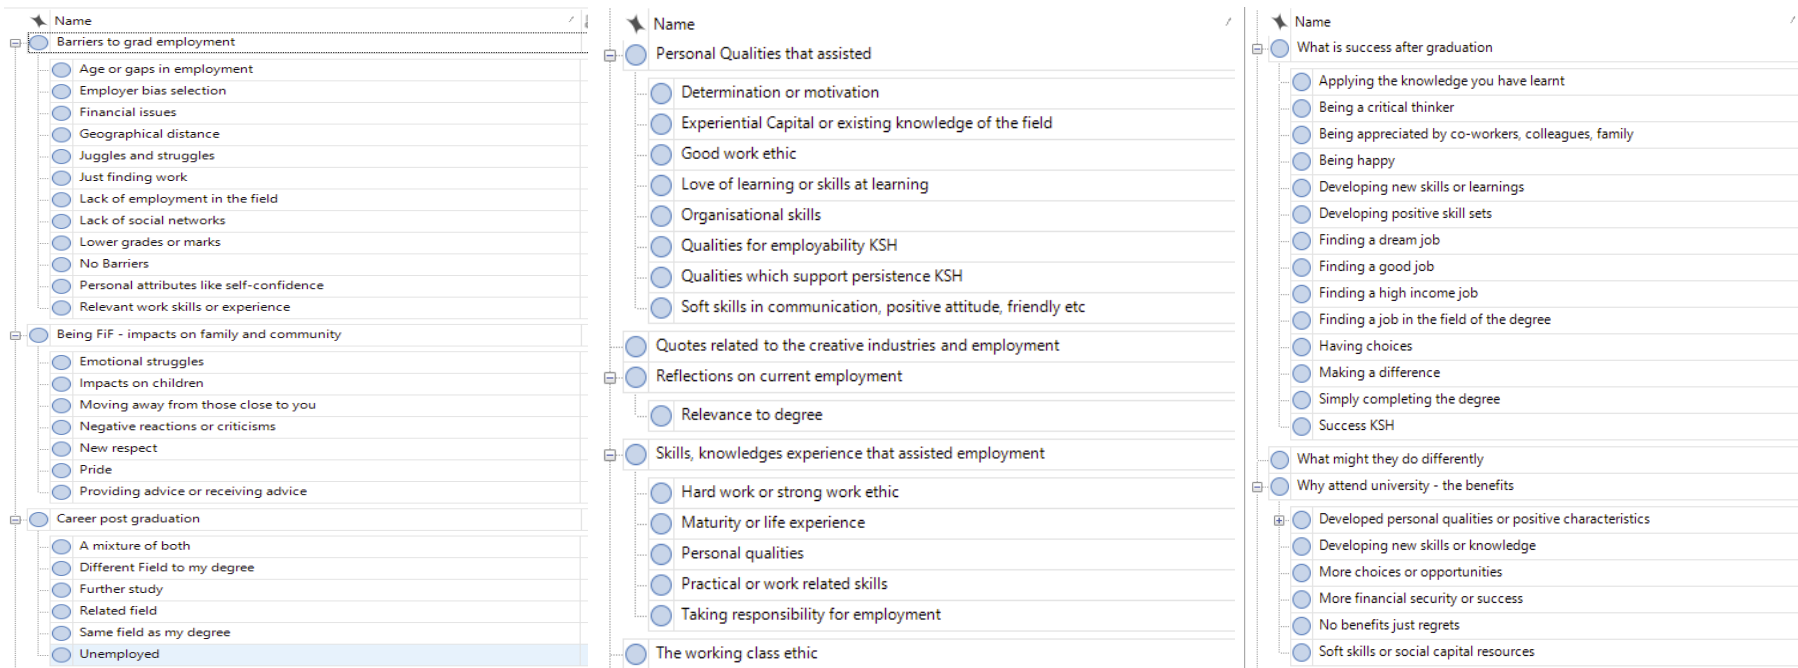 Name
Barriers to grad employment
Age or gaps in employment
Employer bias selection
Financial issues
Geographical distance
Juggles and struggles
Just finding work
Lack of employment in the field
Lack of social networks
Lower grades or marks
No Barriers
Personal attributes like self-confidence
Relevant work skills or experience
Being FiF - impacts on family and community
Emotional struggles
Impacts on children
Moving away from those close to you
Negative reactions or criticisms
New respect
Pride
Providing advice or receiving advice
Career post graduation
A mixture of both
Different Field to my degree
Further study
Related field
Same field as my degree
Unemployed
Name
Personal Qualities that assisted
Determination or motivation
Experiential Capital or existing knowledge of the field
Good work ethic
Love of learning or skills at learning
Organisational skills
Qualities for employability KSH
Qualities which support persistence KSH
Soft skills in communication, positive attitude, friendly etc
Quotes related to the creative industries and employment
Reflections on current employment
Relevance to degree
Skills, knowledges experience that assisted employment
Hard work or strong work ethic
Maturity or life experience
Personal qualities
Practical or work related skills
Taking responsibility for employment
The working class ethic
Name
What is success after graduation
Applying the knowledge you have learnt
Being a critical thinker
Being appreciated by co-workers, colleagues, family
Being happy
Developing new skills or learnings
Developing positive skill sets
Finding a dream job
Finding a good job
Finding a high income job
Finding a job in the field of the degree
Having choices
Making a difference
Simply completing the degree
Success KSH
What might they do differently
Why attend university - the benefits
Developed personal qualities or positive characteristics
Developing new skills or knowledge
More choices or opportunities
More financial security or success
No benefits just regrets
Soft skills or social capital resources